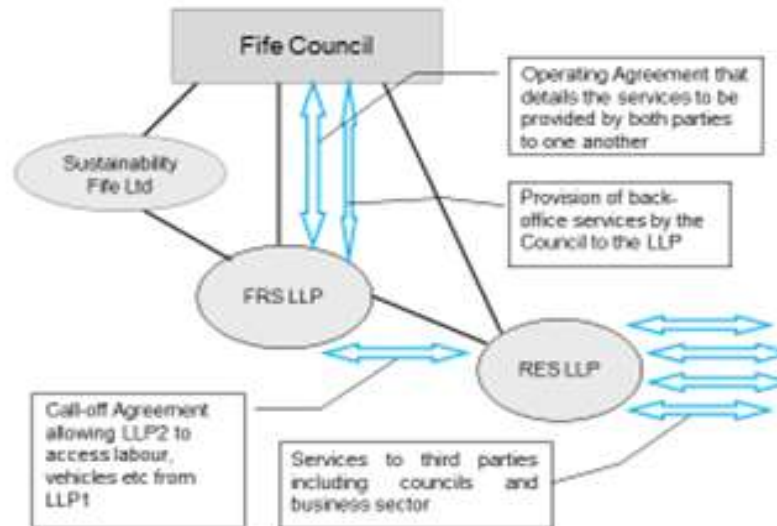 Fife Council
Operating Agreement that
details the services to be
provided by both parties
to one another
Sustainability
Fife Ltd
Provision of back-
office services by the
Council to the LLP
FRS LLP
RES LLP
Call-off Agreement
allowing LLP2 to
access labour,
vehicles etc from
LLP1
Services to third parties
including councils and
business sector